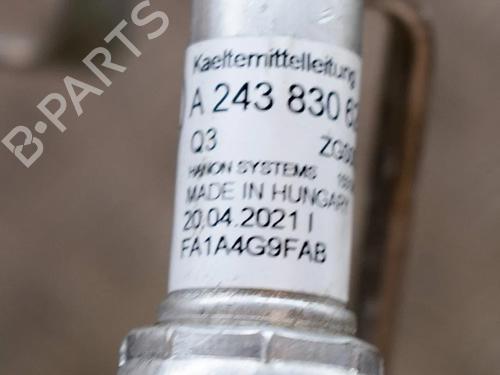 Kaeltemittelleitung
A 243 830
Q3
HANON SYSTEMS
MADE IN HUNGARY
20.04.2021 I
FA1A4G9FAB
B-PARTS